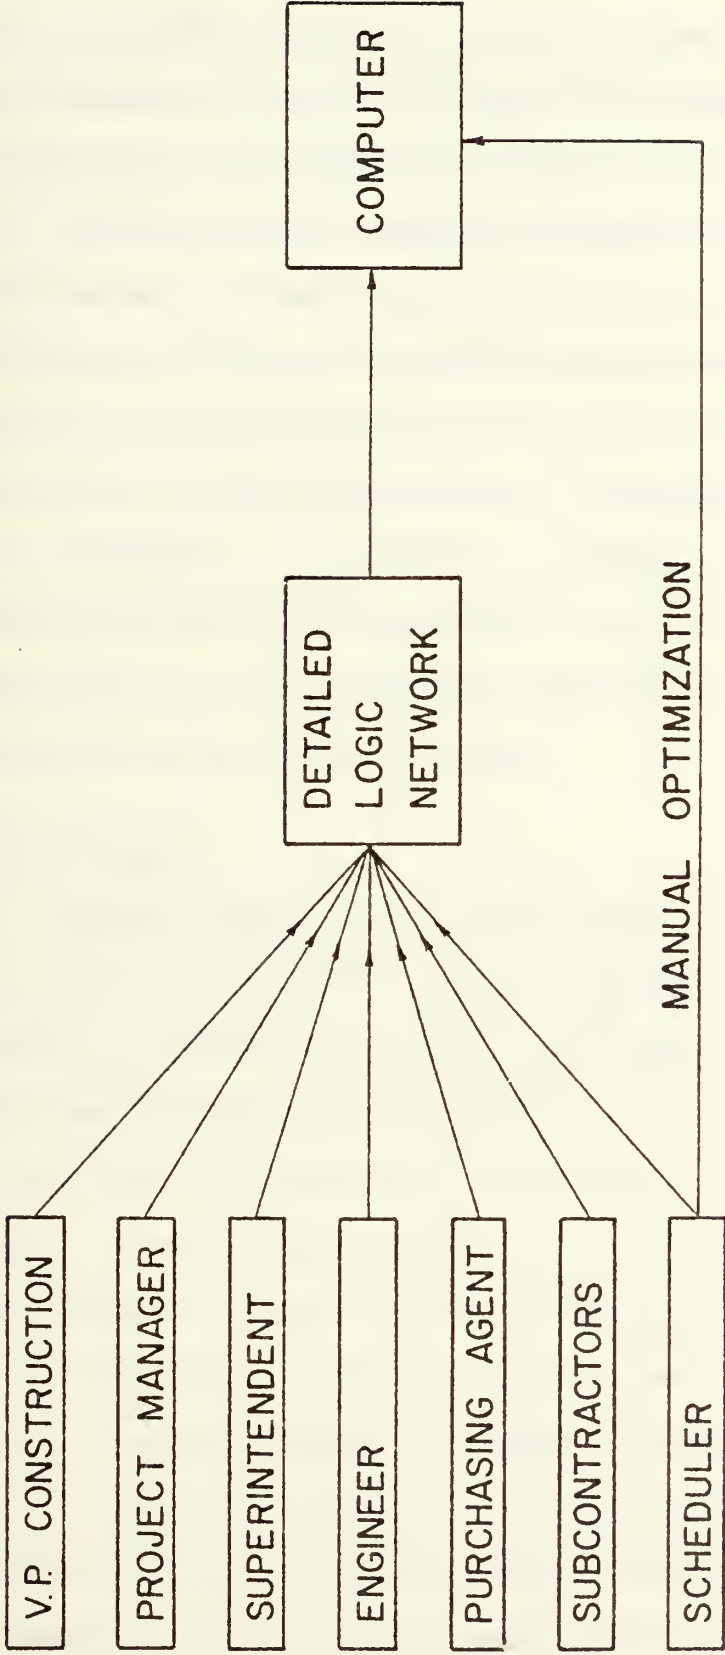 V.P. CONSTRUCTION
PROJECT MANAGER
SUPERINTENDENT
ENGINEER
PURCHASING AGENT
SUBCONTRACTORS
SCHEDULER
DETAILED
LOGIC
NETWORK
MANUAL OPTIMIZATION
COMPUTER